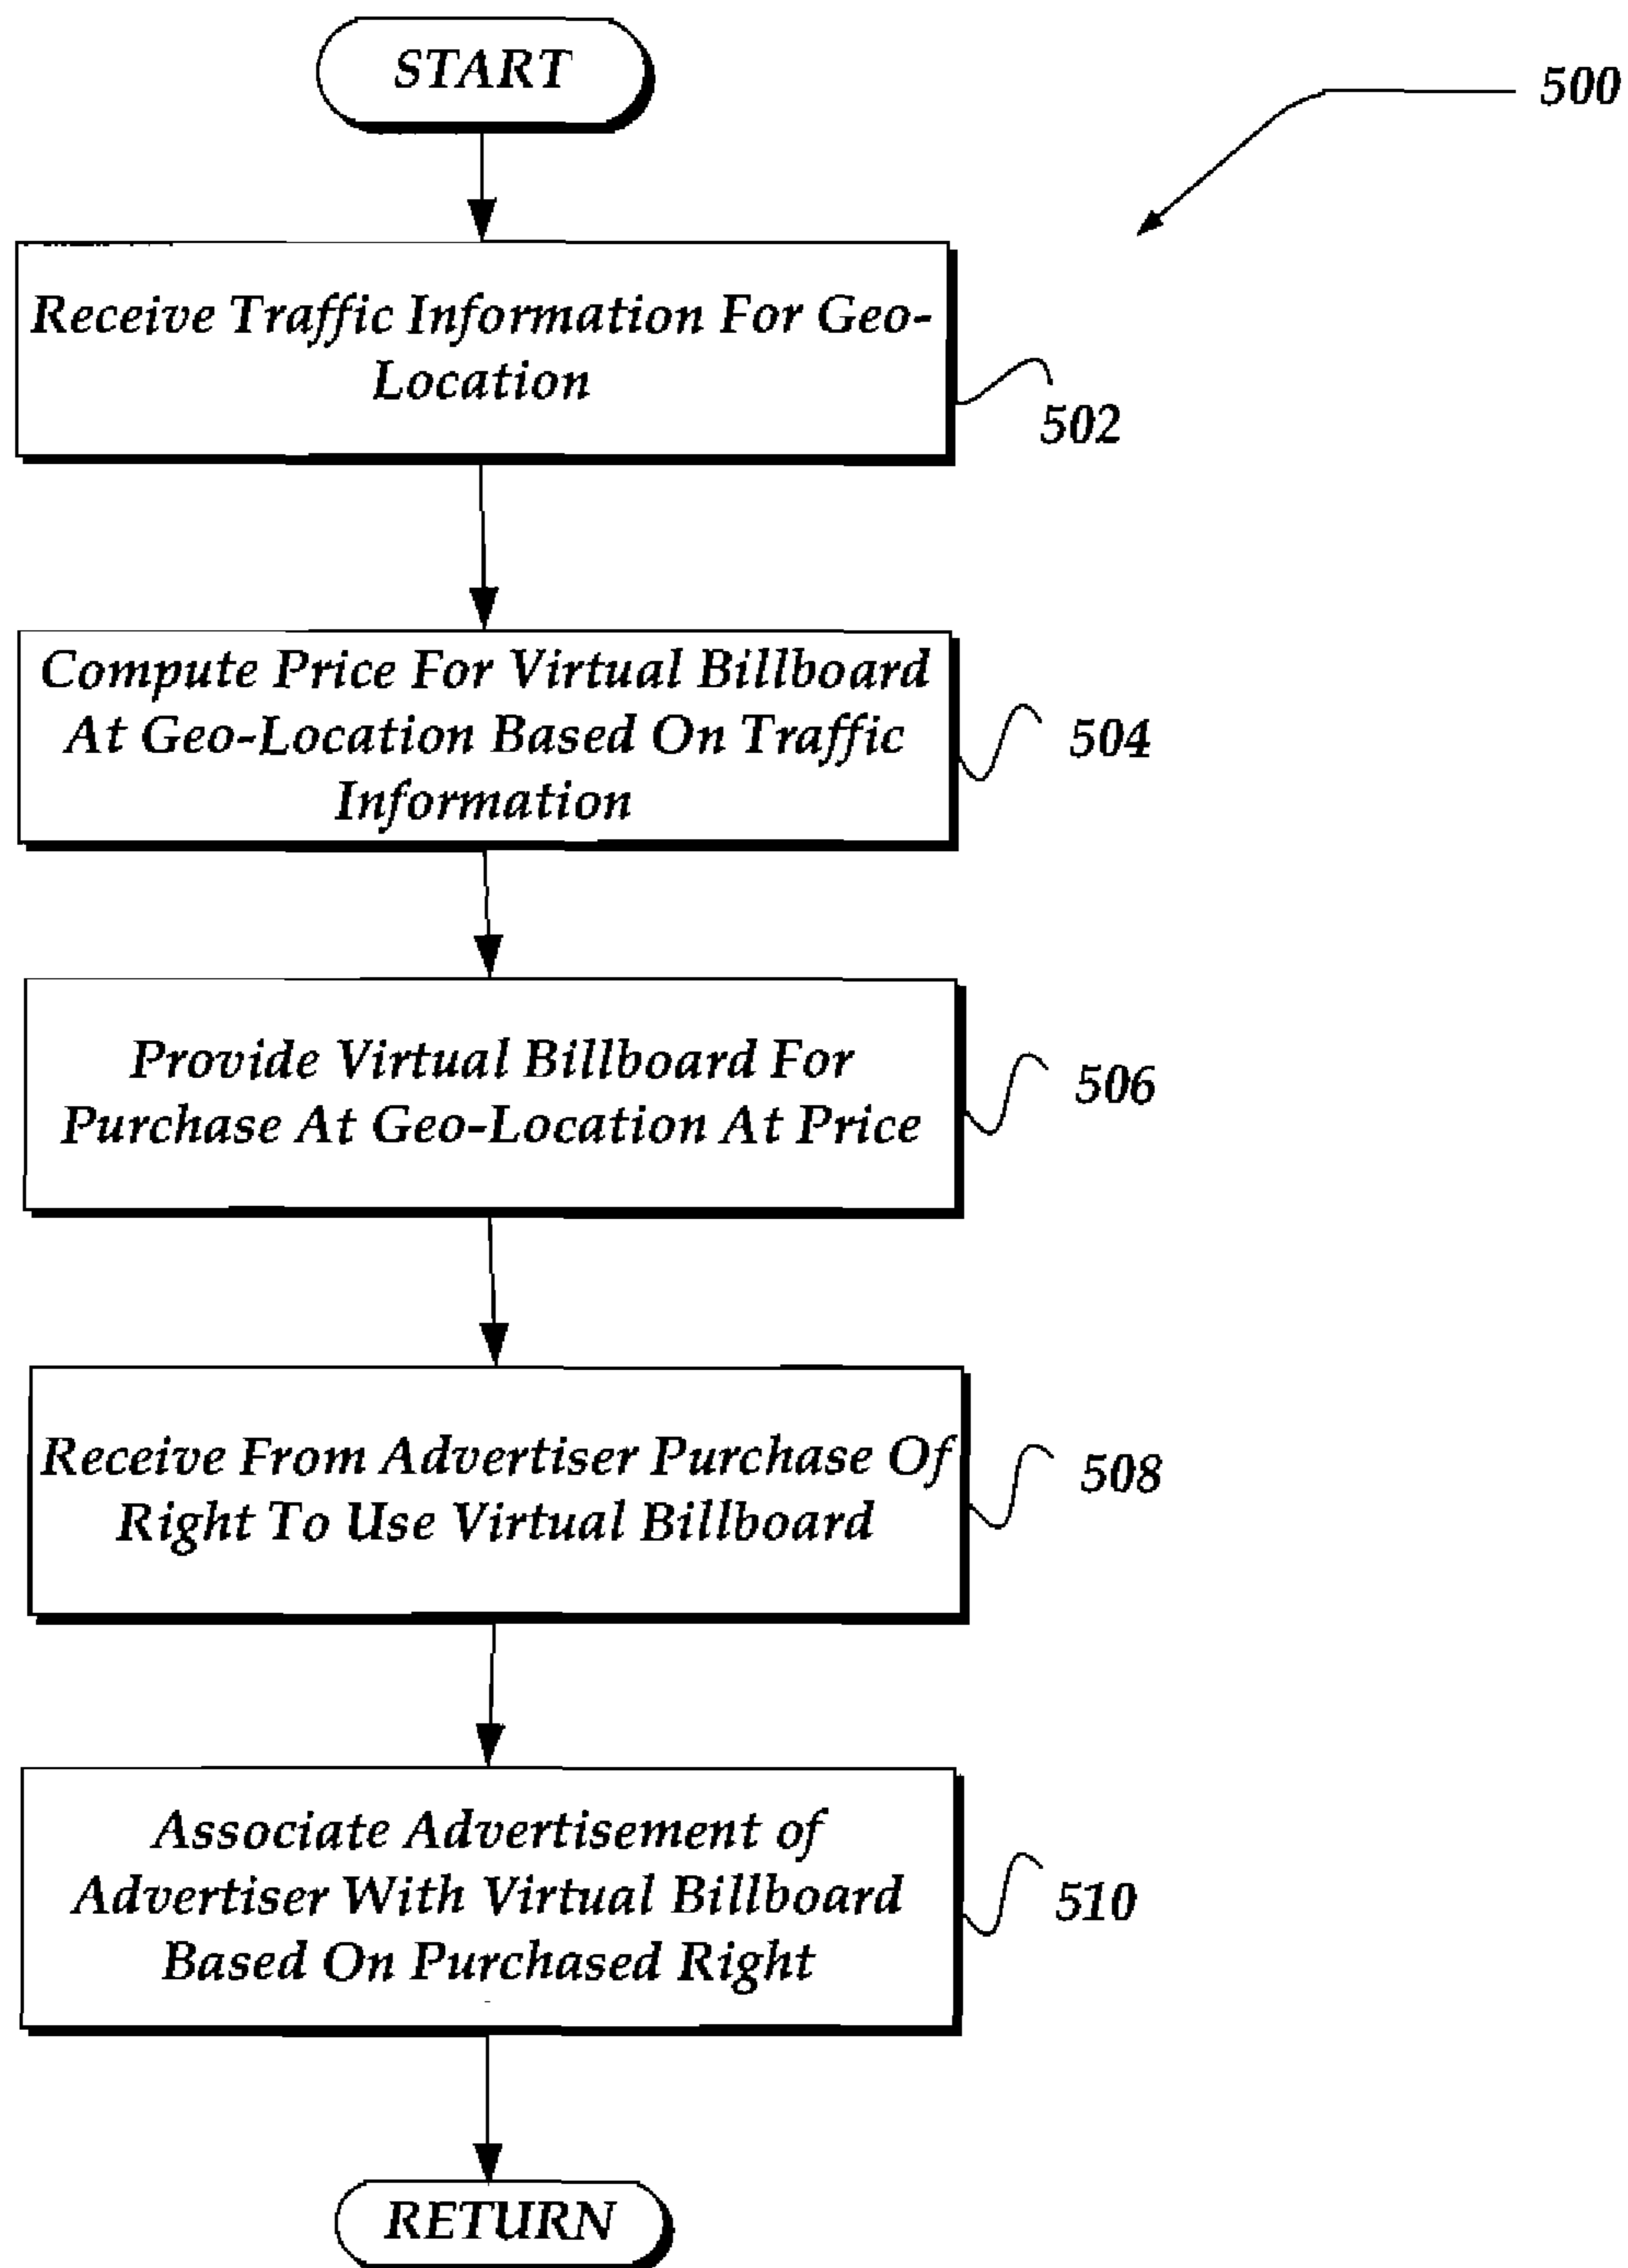 START
500
Receive Traffic Information For Geo-
Location
502
Compute Price For Virtual Billboard
At Geo-Location Based On Traffic
Information
504
Provide Virtual Billboard For
Purchase At Geo-Location At Price
506
Receive From Advertiser Purchase Of
Right To Use Virtual Billboard
508
Associate Advertisement of
Advertiser With Virtual Billboard
Based On Purchased Right
510
RETURN